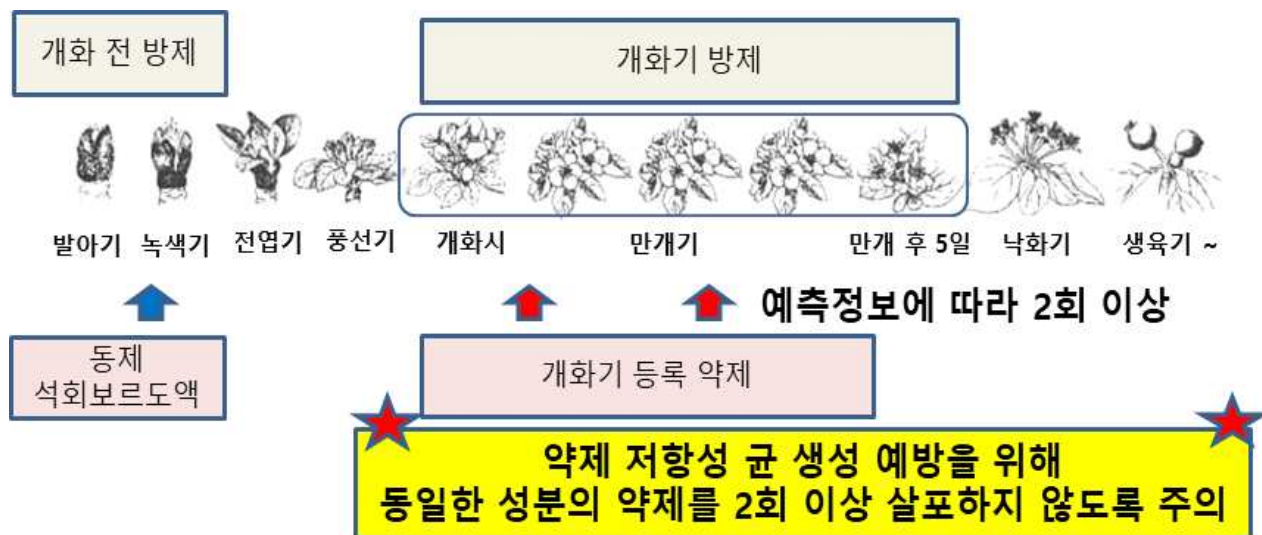 개화 전 방제
개화기 방제
발아기
녹색기
전엽기
풍선기
개화시
만개기
만개 후 5일
낙화기
생육기 ~
예측정보에 따라 2회 이상
동제
석회보르도액
개화기 등록 약제
약제 저항성 균 생성 예방을 위해
동일한 성분의 약제를 2회 이상 살포하지 않도록 주의